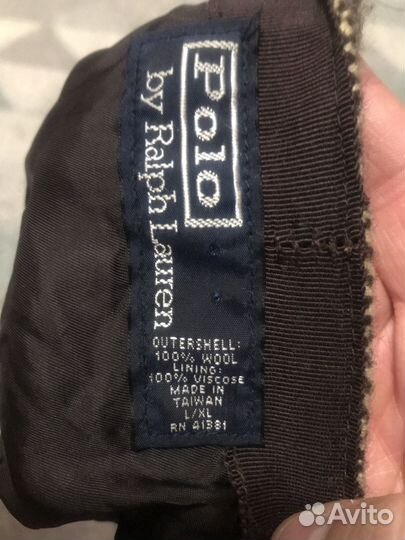 Polo
by Ralph Lauren
OUTERSHELL:
100% WOOL
LINING:
100% VISCOSE
MADE IN
TAIWAN
L/XL
RN 41381
Avito